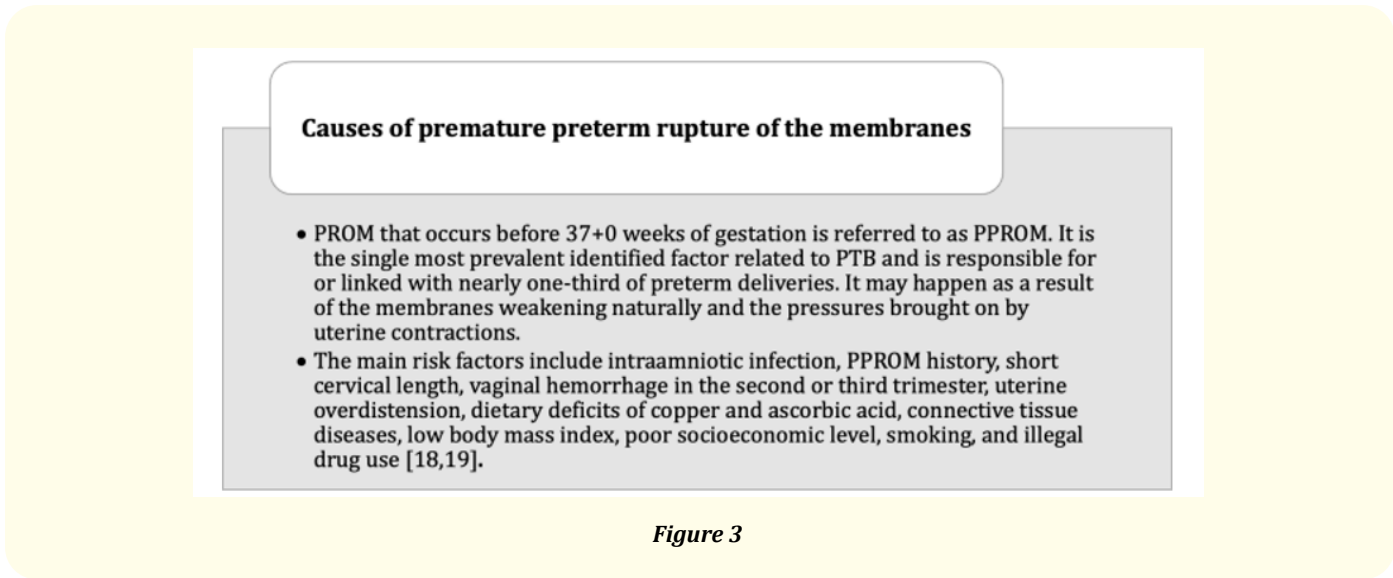 Causes of premature preterm rupture of the membranes
• PROM that occurs before 37+0 weeks of gestation is referred to as PPROM. It is
the single most prevalent identified factor related to PTB and is responsible for
or linked with nearly one-third of preterm deliveries. It may happen as a result
of the membranes weakening naturally and the pressures brought on by
uterine contractions.
• The main risk factors include intraamniotic infection, PPROM history, short
cervical length, vaginal hemorrhage in the second or third trimester, uterine
overdistension, dietary deficits of copper and ascorbic acid, connective tissue
diseases, low body mass index, poor socioeconomic level, smoking, and illegal
drug use [18,19].
Figure 3